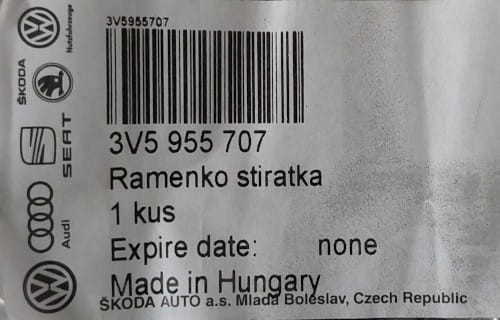 3V5955707
3V5 955 707
Ramenko stiratka
1 kus
Expire date: none
Made in Hungary
ŠKODA AUTO a.s. Mladá Boleslav, Czech Republic
Nutzfahrzeuge
ŠKODA
SEAT
Audi